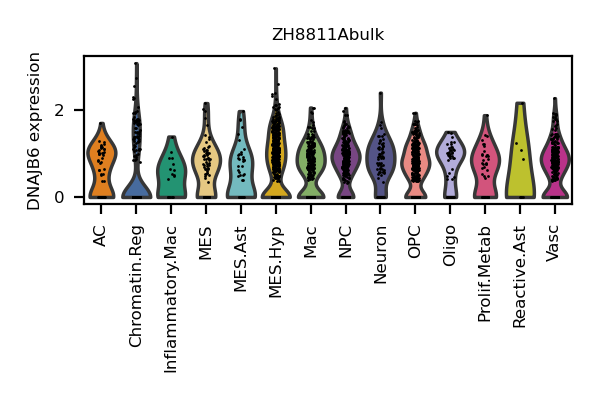 ZH8811Abulk
DNAJB6 expression
2
0
AC
Chromatin.Reg
Inflammatory.Mac
MES
MES.Ast
MES.Hyp
Mac
NPC
Neuron
OPC
Oligo
Prolif.Metab
Reactive.Ast
Vasc